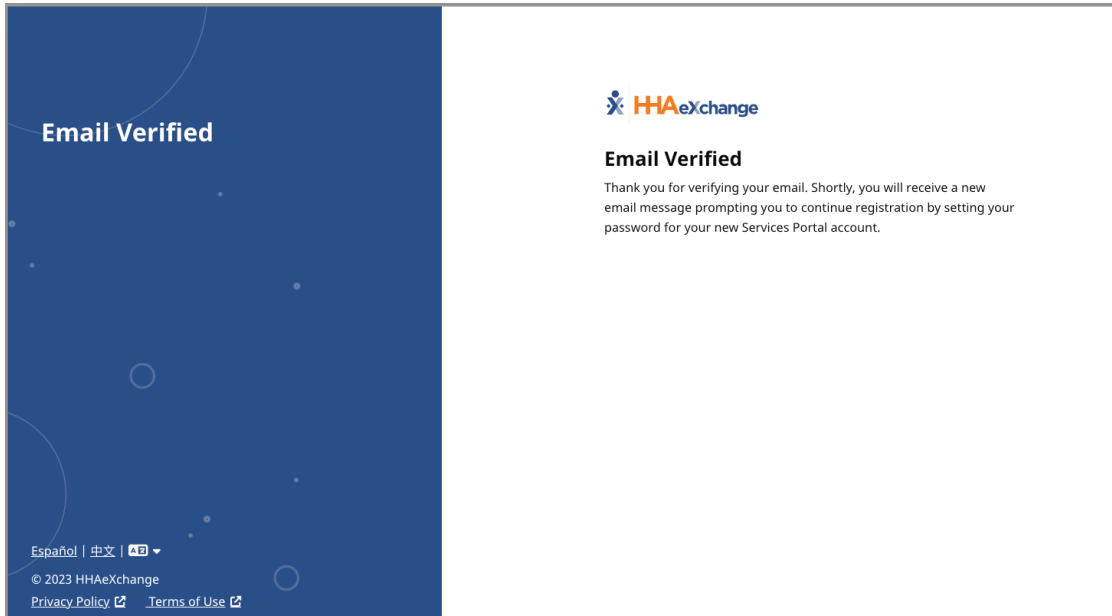 Email Verified
HHAeXchange
Email Verified
Thank you for verifying your email. Shortly, you will receive a new
email message prompting you to continue registration by setting your
password for your new Services Portal account.
Español | 中文 |
© 2023 HHAeXchange
Privacy Policy Terms of Use